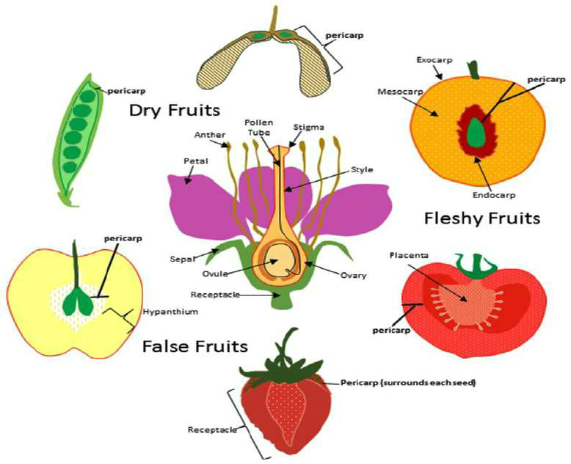 pericarp
Exocarp
pericarp
Dry Fruits
pericarp
Mesocarp
Pollen
Tube
Stigma
Anther
Petal
Style
Endocarp
Fleshy Fruits
pericarp
Sepal
Ovule
Ovary
Placenta
Receptacle
Hypanthium
pericarp
False Fruits
Pericarp (surrounds each seed)
Receptacle